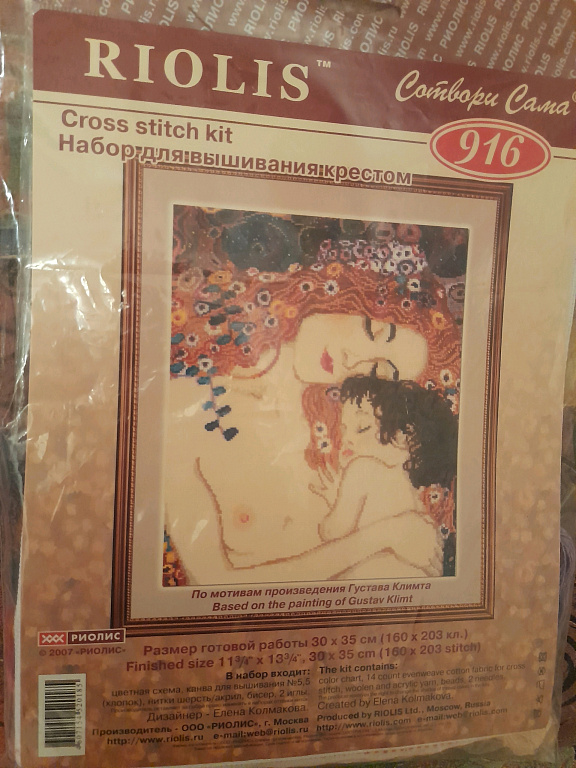 RIOLIS™
Сотвори Сама
Cross stitch kit
916
Набор для вышивания крестом
По мотивам произведения Густава Климта
Based on the painting of Gustav Klimt
РИОЛИС
© 2007 «РИОЛИС»
Размер готовой работы 30 х 35 см (160 х 203 кл.)
Finished size 11¾" x 13¾", 30 x 35 cm (160 x 203 stitch)
В набор входит:
цветная схема, канва для вышивания №5,5
(хлопок), нитки шерсть/акрил, бисер, 2 иглы.
Дизайнер - Елена Колмакова.
Производитель - ООО «РИОЛИС», г. Москва
http://www.riolis.ru e-mail:web@riolis.ru
The kit contains:
color chart, 14 count evenweave cotton fabric for cross
stitch, woolen and acrylic yarn, beads, 2 needles.
Created by Elena Kolmakova.
Produced by RIOLIS Ltd., Moscow, Russia
http://www.riolis.com e-mail:web@riolis.com